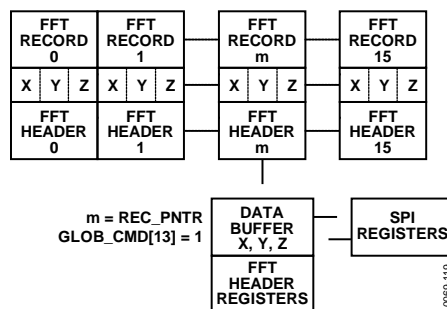 FFT FFT FFT FFT
RECORD RECORD RECORD RECORD
0 1 m 15
X Y Z X Y Z X Y Z X Y Z
FFT FFT FFT FFT
HEADER HEADER HEADER HEADER
0 1 m 15
m = REC_PNTR
GLOB_CMD[13] = 1
DATA
BUFFER
X, Y, Z
SPI
REGISTERS
FFT
HEADER
REGISTERS